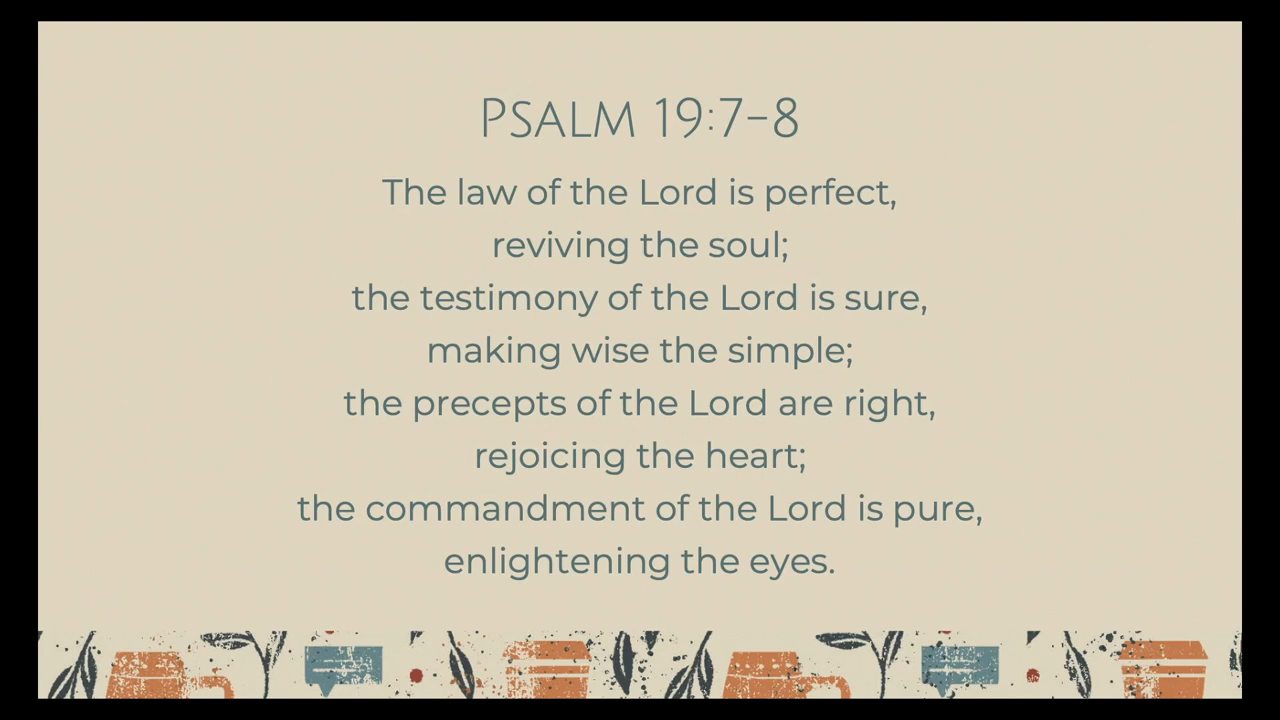 Psalm 19:7-8
The law of the Lord is perfect,
reviving the soul;
the testimony of the Lord is sure,
making wise the simple;
the precepts of the Lord are right,
rejoicing the heart;
the commandment of the Lord is pure,
enlightening the eyes.